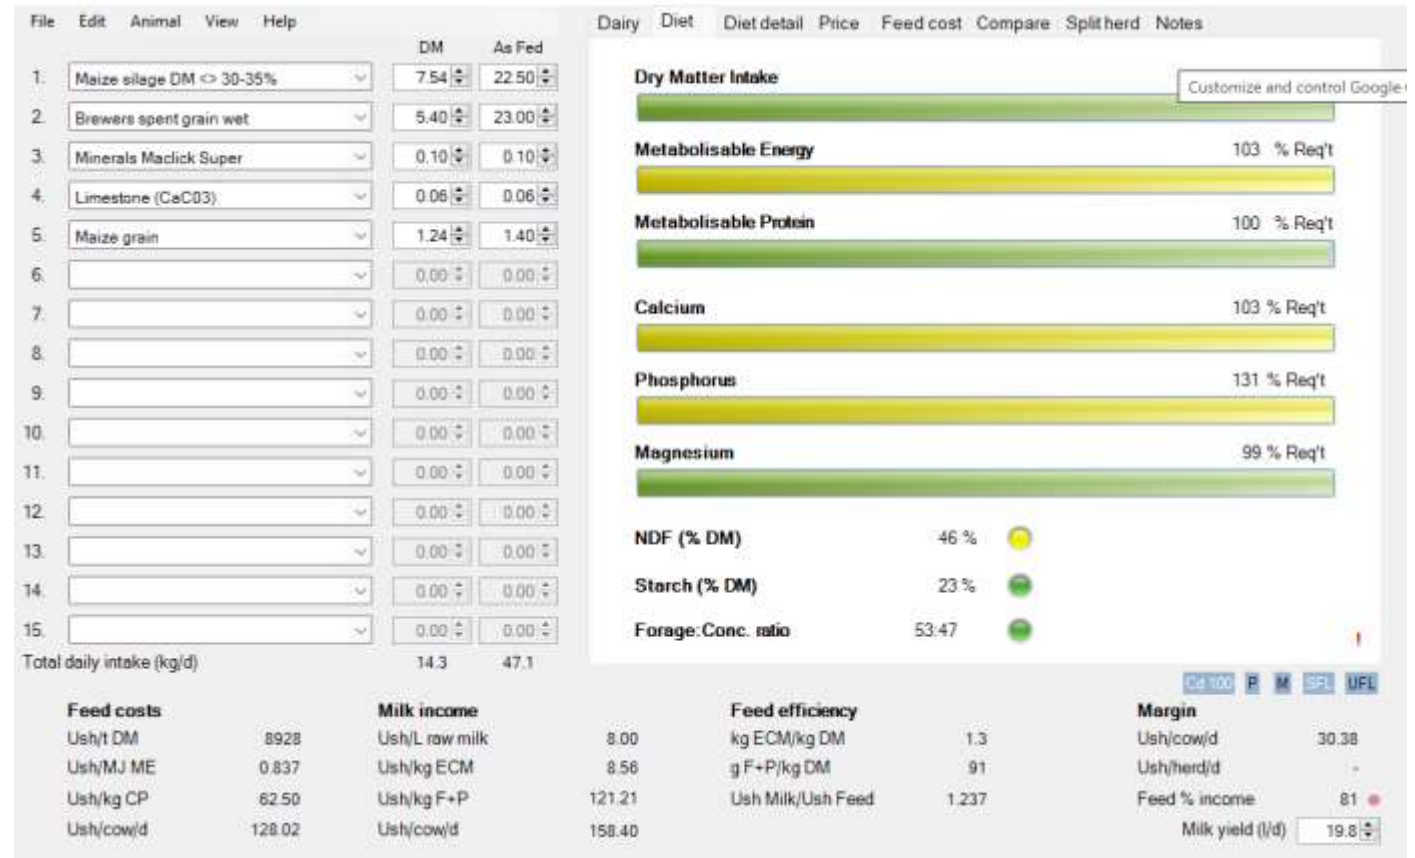 File Edit Animal View Help
Dairy Diet Diet detail Price Feed cost Compare Split herd Notes
DM As Fed
1. Maize silage DM <> 30-35% 7.54 22.50
2. Brewers spent grain wet 5.40 23.00
3. Minerals Maclick Super 0.10 0.10
4. Limestone (CaC03) 0.06 0.06
5. Maize grain 1.24 1.40
6. 0.00 0.00
7. 0.00 0.00
8. 0.00 0.00
9. 0.00 0.00
10. 0.00 0.00
11. 0.00 0.00
12. 0.00 0.00
13. 0.00 0.00
14. 0.00 0.00
15. 0.00 0.00
Total daily intake (kg/d) 14.3 47.1
Dry Matter Intake
Customize and control Google
Metabolisable Energy 103 % Req't
Metabolisable Protein 100 % Req't
Calcium 103 % Req't
Phosphorus 131 % Req't
Magnesium 99 % Req't
NDF (% DM) 46 %
Starch (% DM) 23 %
Forage:Conc. ratio 53:47
!
Cd 100 P M SFL UFL
Feed costs
Ush/t DM 8928
Ush/MJ ME 0.837
Ush/kg CP 62.50
Ush/cow/d 128.02
Milk income
Ush/L raw milk 8.00
Ush/kg ECM 8.56
Ush/kg F+P 121.21
Ush/cow/d 158.40
Feed efficiency
kg ECM/kg DM 1.3
g F+P/kg DM 91
Ush Milk/Ush Feed 1.237
Margin
Ush/cow/d 30.38
Ush/herd/d -
Feed % income 81
Milk yield (l/d) 19.8